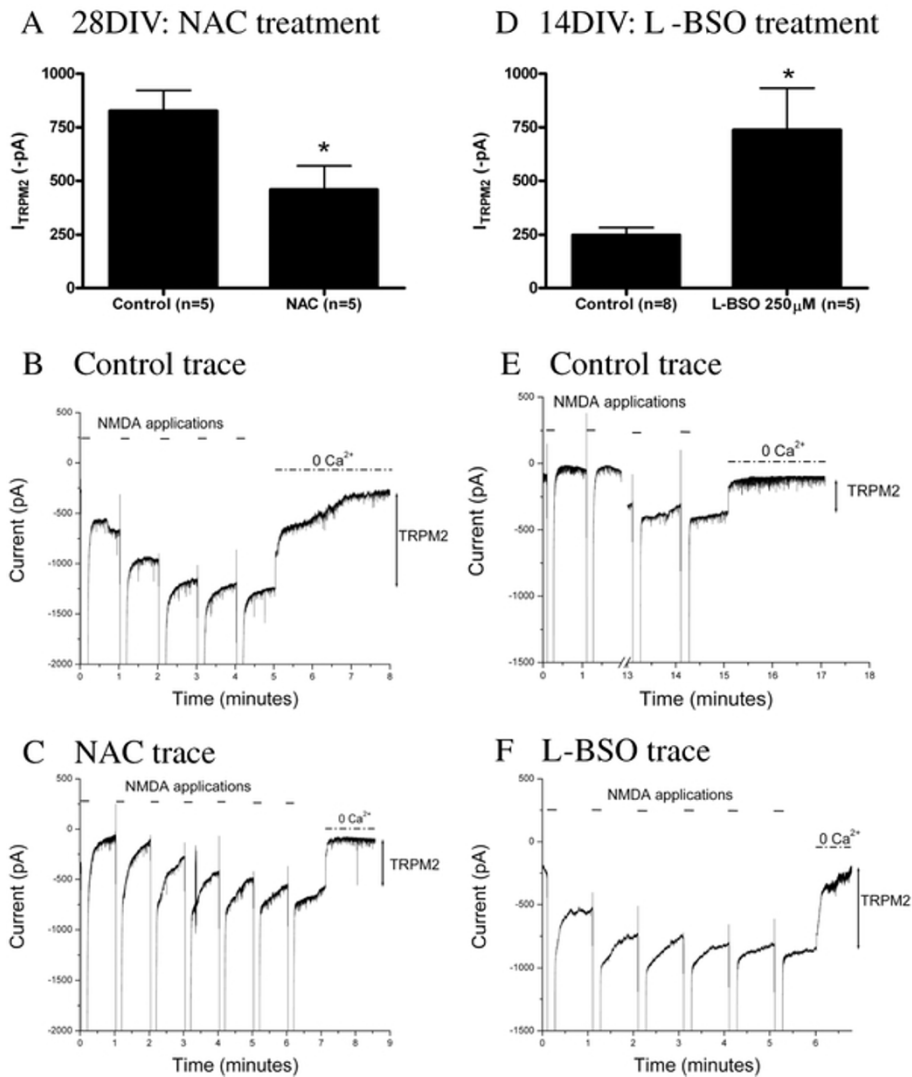 A 28DIV: NAC treatment
1000
750
500
250
0
I_TRPM2 (-pA)
*
Control (n=5)
NAC (n=5)
D 14DIV: L -BSO treatment
1000
750
500
250
0
I_TRPM2 (-pA)
*
Control (n=8)
L-BSO 250µM (n=5)
B Control trace
500
0
-500
-1000
-1500
-2000
Current (pA)
NMDA applications
0 Ca²⁺
TRPM2
0 1 2 3 4 5 6 7 8
Time (minutes)
E Control trace
500
0
-500
-1000
-1500
Current (pA)
NMDA applications
0 Ca²⁺
TRPM2
0 1 13 14 15 16 17 18
Time (minutes)
C NAC trace
500
0
-500
-1000
-1500
-2000
Current (pA)
NMDA applications
0 Ca²⁺
TRPM2
0 1 2 3 4 5 6 7 8 9
Time (minutes)
F L-BSO trace
500
0
-500
-1000
-1500
Current (pA)
NMDA applications
0 Ca²⁺
TRPM2
0 1 2 3 4 5 6
Time (minutes)